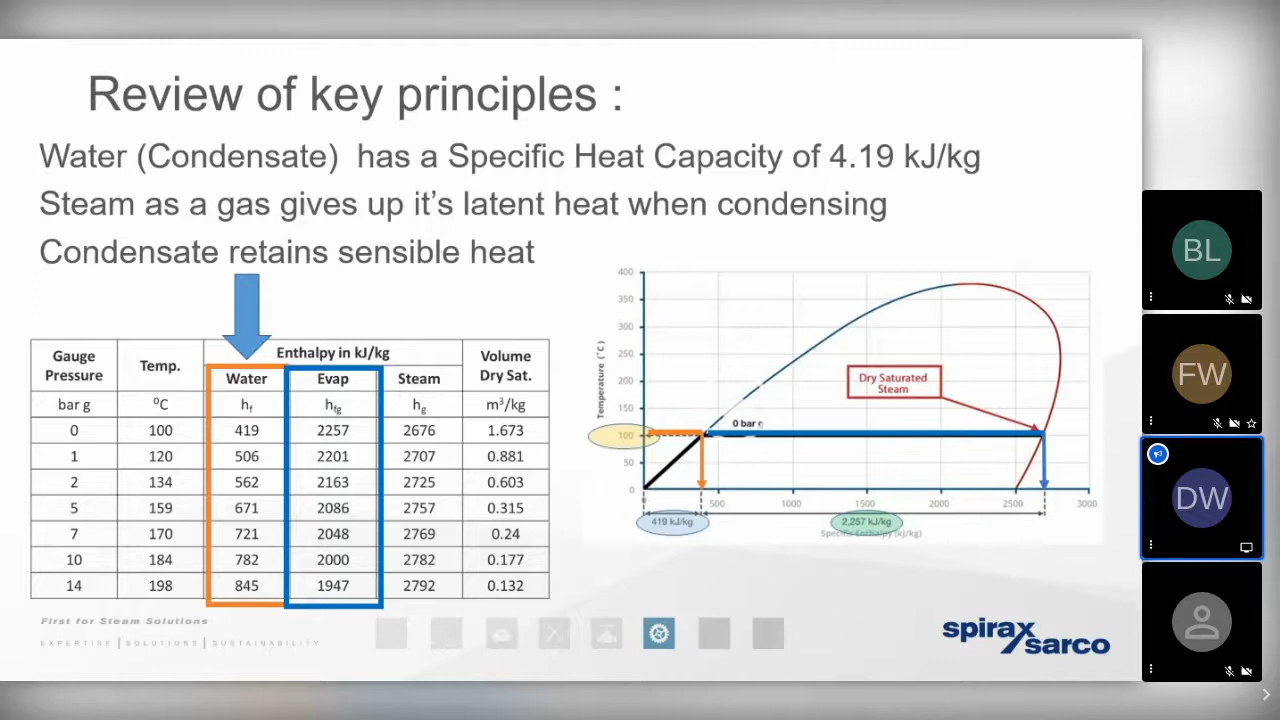 Review of key principles :
Water (Condensate)  has a Specific Heat Capacity of 4.19 kJ/kg
Steam as a gas gives up it's latent heat when condensing
Condensate retains sensible heat
Gauge Pressure Temp. Enthalpy in kJ/kg Volume Dry Sat.
Water Evap Steam
bar g ⁰C hf hfg hg m³/kg
0 100 419 2257 2676 1.673
1 120 506 2201 2707 0.881
2 134 562 2163 2725 0.603
5 159 671 2086 2757 0.315
7 170 721 2048 2769 0.24
10 184 782 2000 2782 0.177
14 198 845 1947 2792 0.132
Temperature (°C)
400
350
300
250
200
150
100
50
0
Dry Saturated
Steam
0 bar g
500 1000 1500 2000 2500 3000
419 kJ/kg 2,257 kJ/kg
Specific Enthalpy (kJ/kg)
First for Steam Solutions
EXPERTISE | SOLUTIONS | SUSTAINABILITY
spirax
sarco
BL
FW
DW